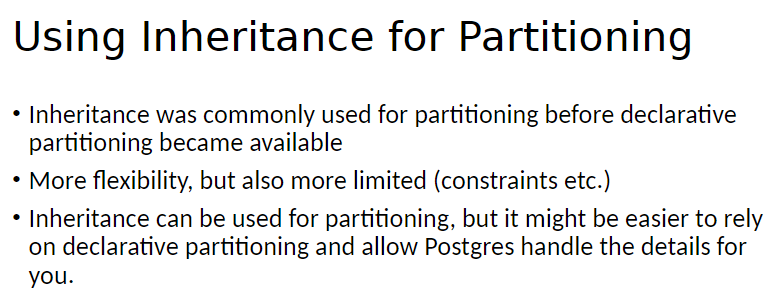 Using Inheritance for Partitioning
• Inheritance was commonly used for partitioning before declarative
partitioning became available
• More flexibility, but also more limited (constraints etc.)
• Inheritance can be used for partitioning, but it might be easier to rely
on declarative partitioning and allow Postgres handle the details for
you.